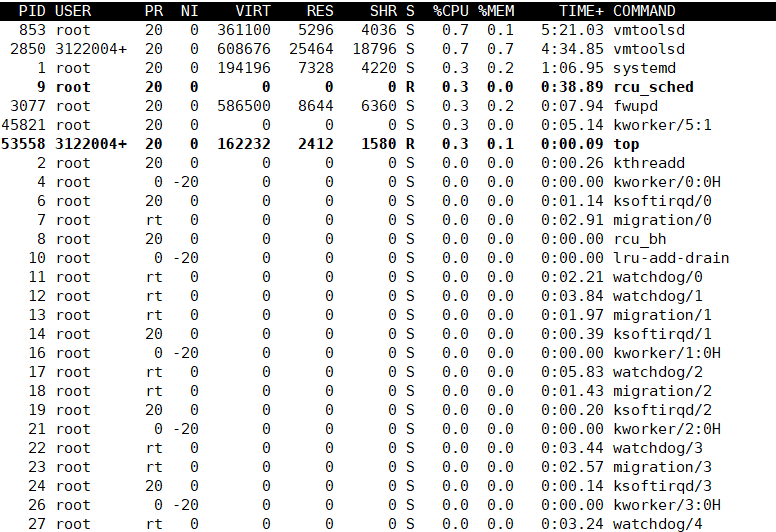 PID USER PR NI VIRT RES SHR S %CPU %MEM TIME+ COMMAND
853 root 20 0 361100 5296 4036 S 0.7 0.1 5:21.03 vmtoolsd
2850 3122004+ 20 0 608676 25464 18796 S 0.7 0.7 4:34.85 vmtoolsd
1 root 20 0 194196 7328 4220 S 0.3 0.2 1:06.95 systemd
9 root 20 0 0 0 0 R 0.3 0.0 0:38.89 rcu_sched
3077 root 20 0 586500 8644 6360 S 0.3 0.2 0:07.94 fwupd
45821 root 20 0 0 0 0 S 0.3 0.0 0:05.14 kworker/5:1
53558 3122004+ 20 0 162232 2412 1580 R 0.3 0.1 0:00.09 top
2 root 20 0 0 0 0 S 0.0 0.0 0:00.26 kthreadd
4 root 0 -20 0 0 0 S 0.0 0.0 0:00.00 kworker/0:0H
6 root 20 0 0 0 0 S 0.0 0.0 0:01.14 ksoftirqd/0
7 root rt 0 0 0 0 S 0.0 0.0 0:02.91 migration/0
8 root 20 0 0 0 0 S 0.0 0.0 0:00.00 rcu_bh
10 root 0 -20 0 0 0 S 0.0 0.0 0:00.00 lru-add-drain
11 root rt 0 0 0 0 S 0.0 0.0 0:02.21 watchdog/0
12 root rt 0 0 0 0 S 0.0 0.0 0:03.84 watchdog/1
13 root rt 0 0 0 0 S 0.0 0.0 0:01.97 migration/1
14 root 20 0 0 0 0 S 0.0 0.0 0:00.39 ksoftirqd/1
16 root 0 -20 0 0 0 S 0.0 0.0 0:00.00 kworker/1:0H
17 root rt 0 0 0 0 S 0.0 0.0 0:05.83 watchdog/2
18 root rt 0 0 0 0 S 0.0 0.0 0:01.43 migration/2
19 root 20 0 0 0 0 S 0.0 0.0 0:00.20 ksoftirqd/2
21 root 0 -20 0 0 0 S 0.0 0.0 0:00.00 kworker/2:0H
22 root rt 0 0 0 0 S 0.0 0.0 0:03.44 watchdog/3
23 root rt 0 0 0 0 S 0.0 0.0 0:02.57 migration/3
24 root 20 0 0 0 0 S 0.0 0.0 0:00.14 ksoftirqd/3
26 root 0 -20 0 0 0 S 0.0 0.0 0:00.00 kworker/3:0H
27 root rt 0 0 0 0 S 0.0 0.0 0:03.24 watchdog/4